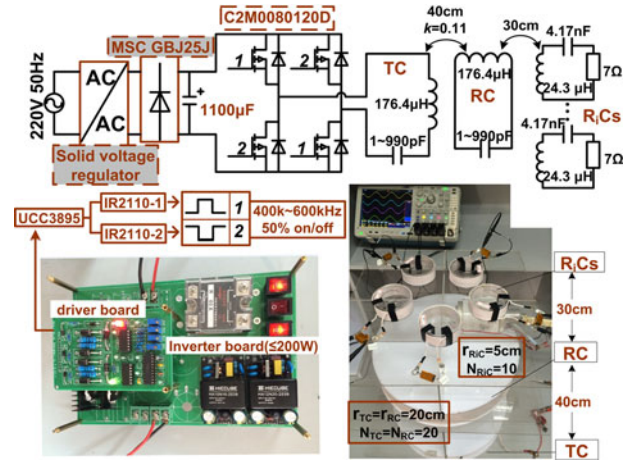 C2M0080120D
MSC GBJ25J
40cm
k=0.11
30cm
4.17nF
7Ω
24.3 μH
220V 50Hz
AC
AC
1100μF
+
1
2
2
1
TC
176.4μH
1~990pF
176.4μH
RC
1~990pF
4.17nF
RiCs
7Ω
24.3 μH
Solid voltage
regulator
UCC3895
IR2110-1
IR2110-2
1
2
400k~600kHz
50% on/off
driver board
Inverter board(≤200W)
RiCs
30cm
rRiC=5cm
NRiC=10
RC
40cm
rTC=rRC=20cm
NTC=NRC=20
TC